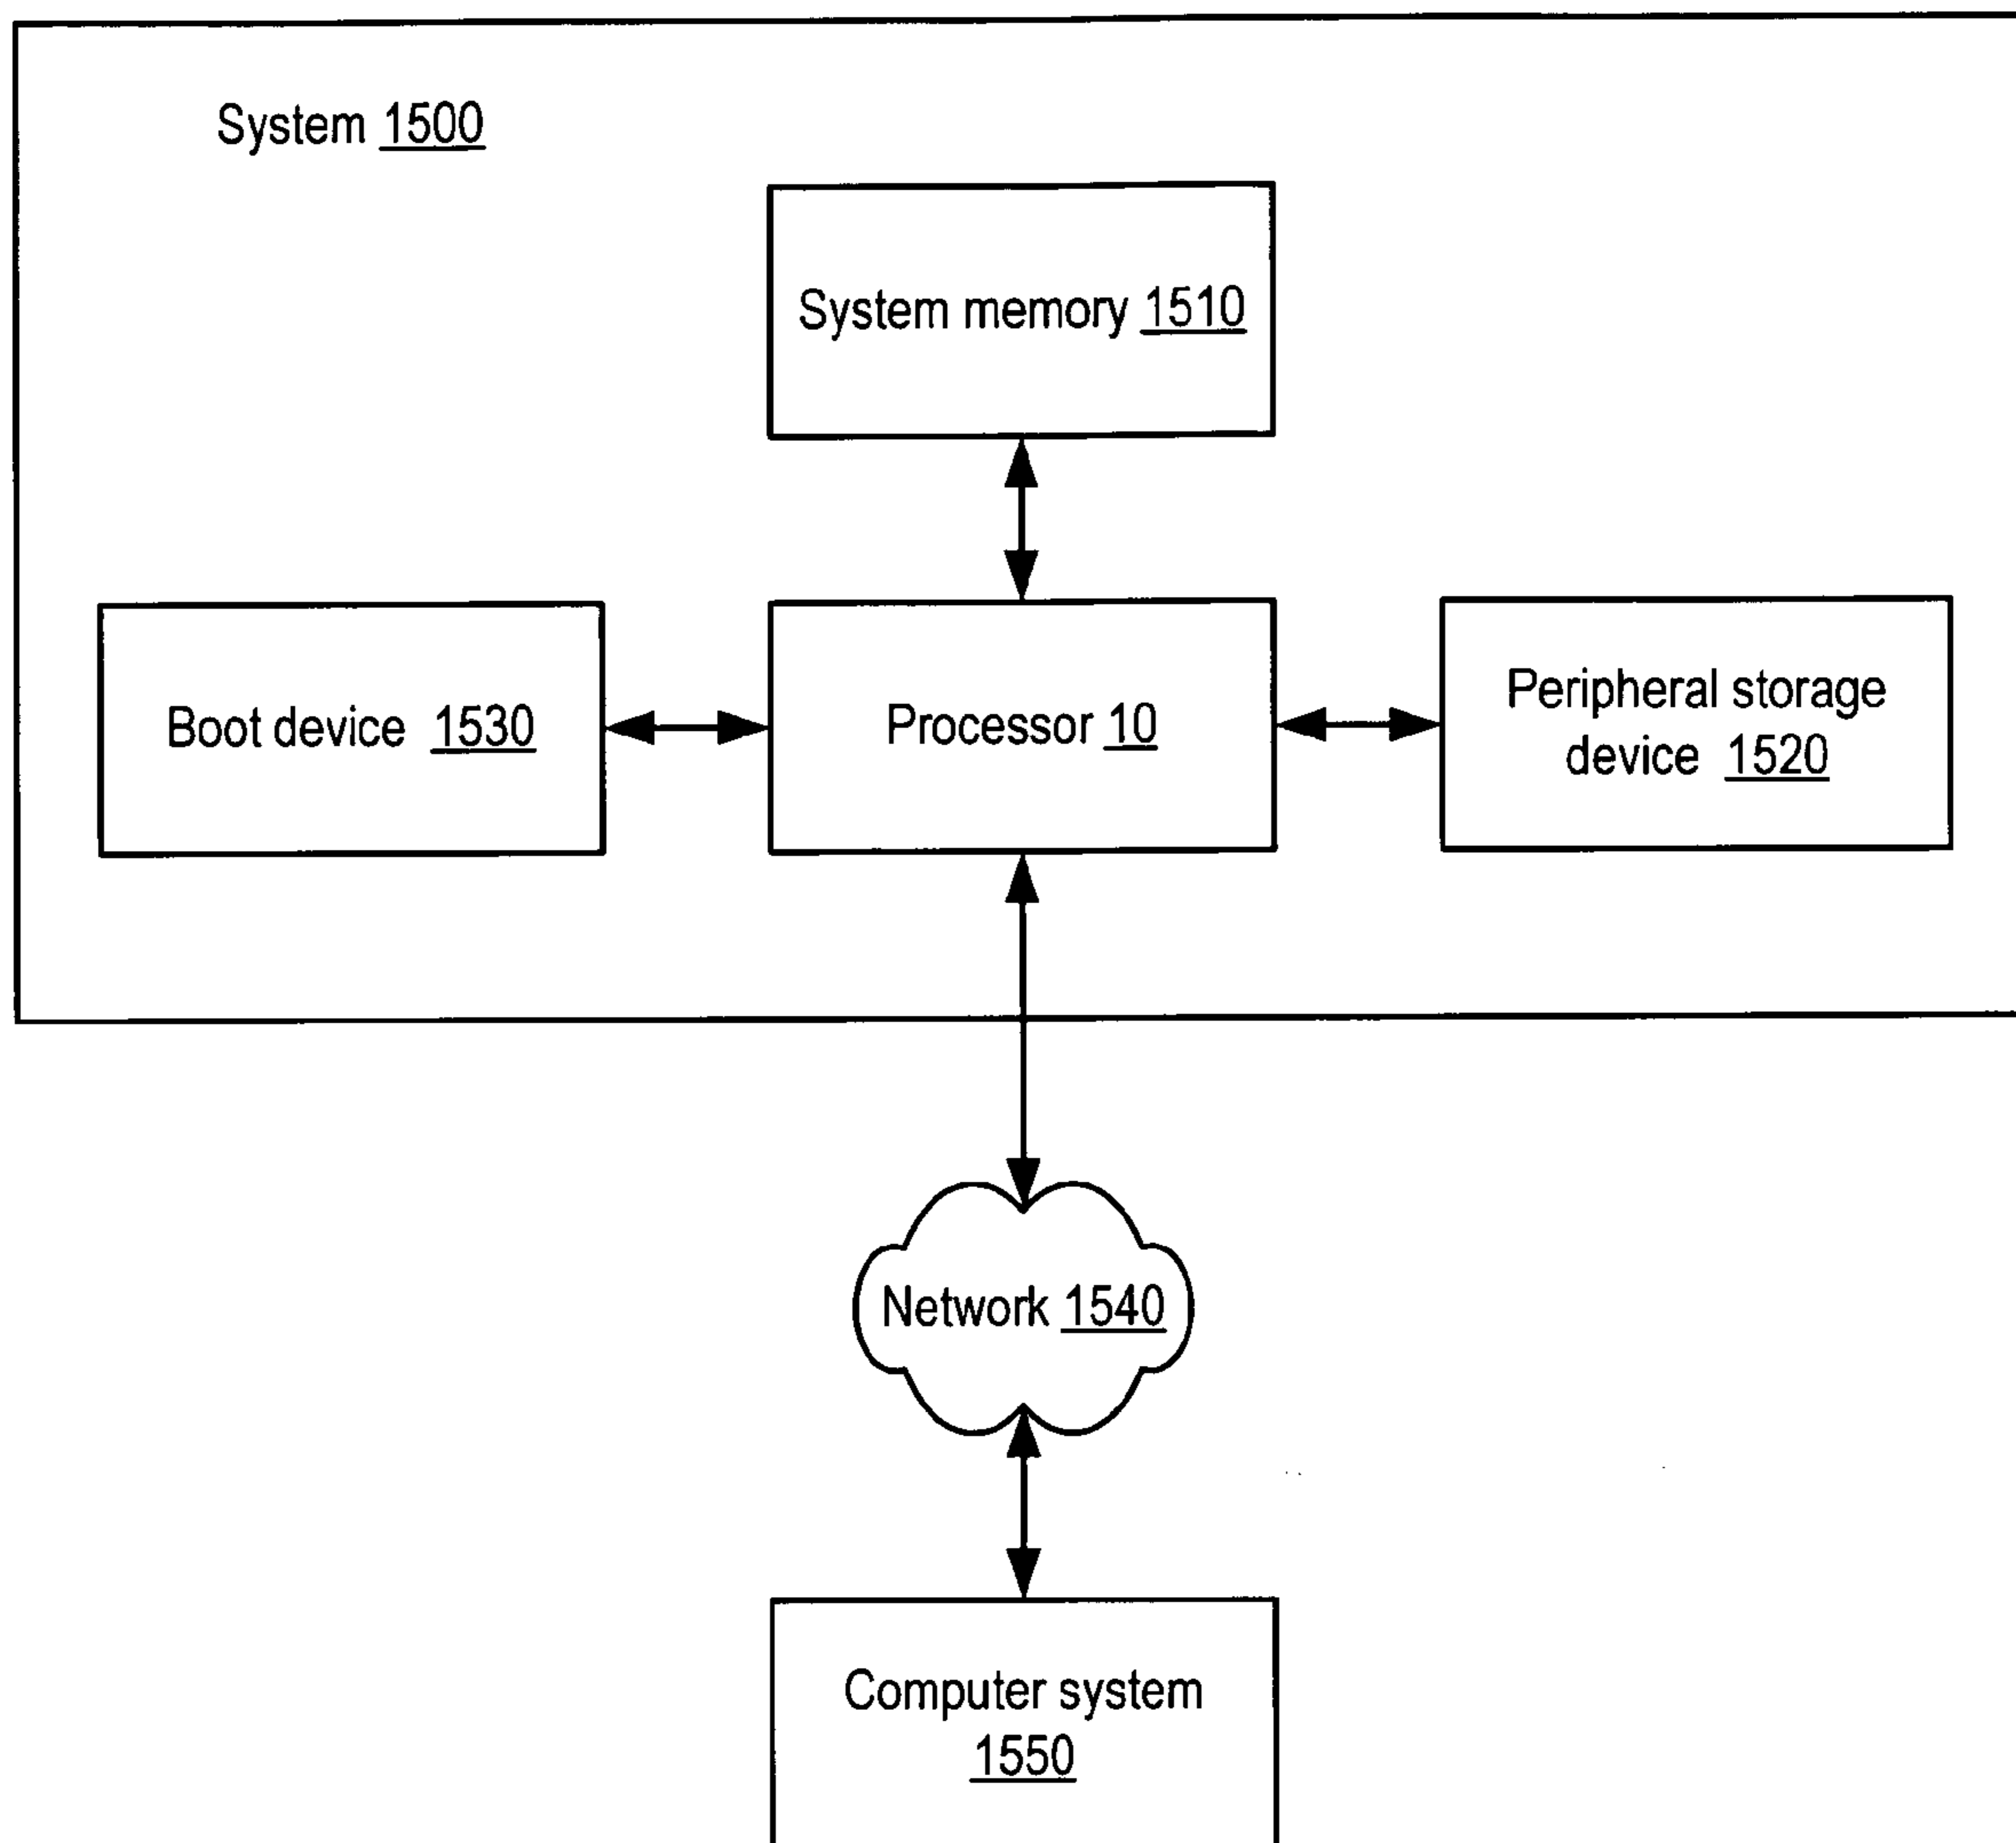 System 1500
System memory 1510
Boot device 1530
Processor 10
Peripheral storage
device 1520
Network 1540
Computer system
1550